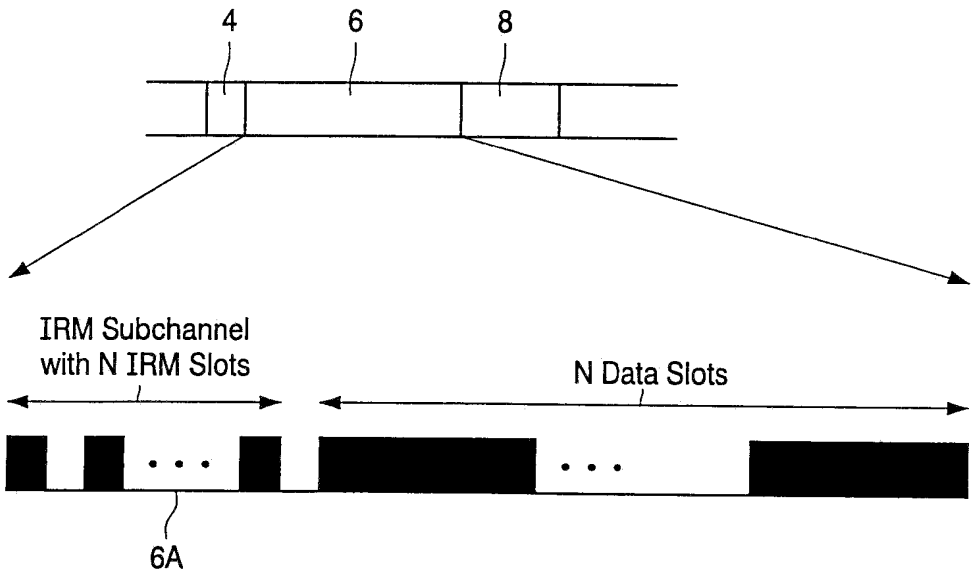 4
6
8
IRM Subchannel
with N IRM Slots
N Data Slots
6A